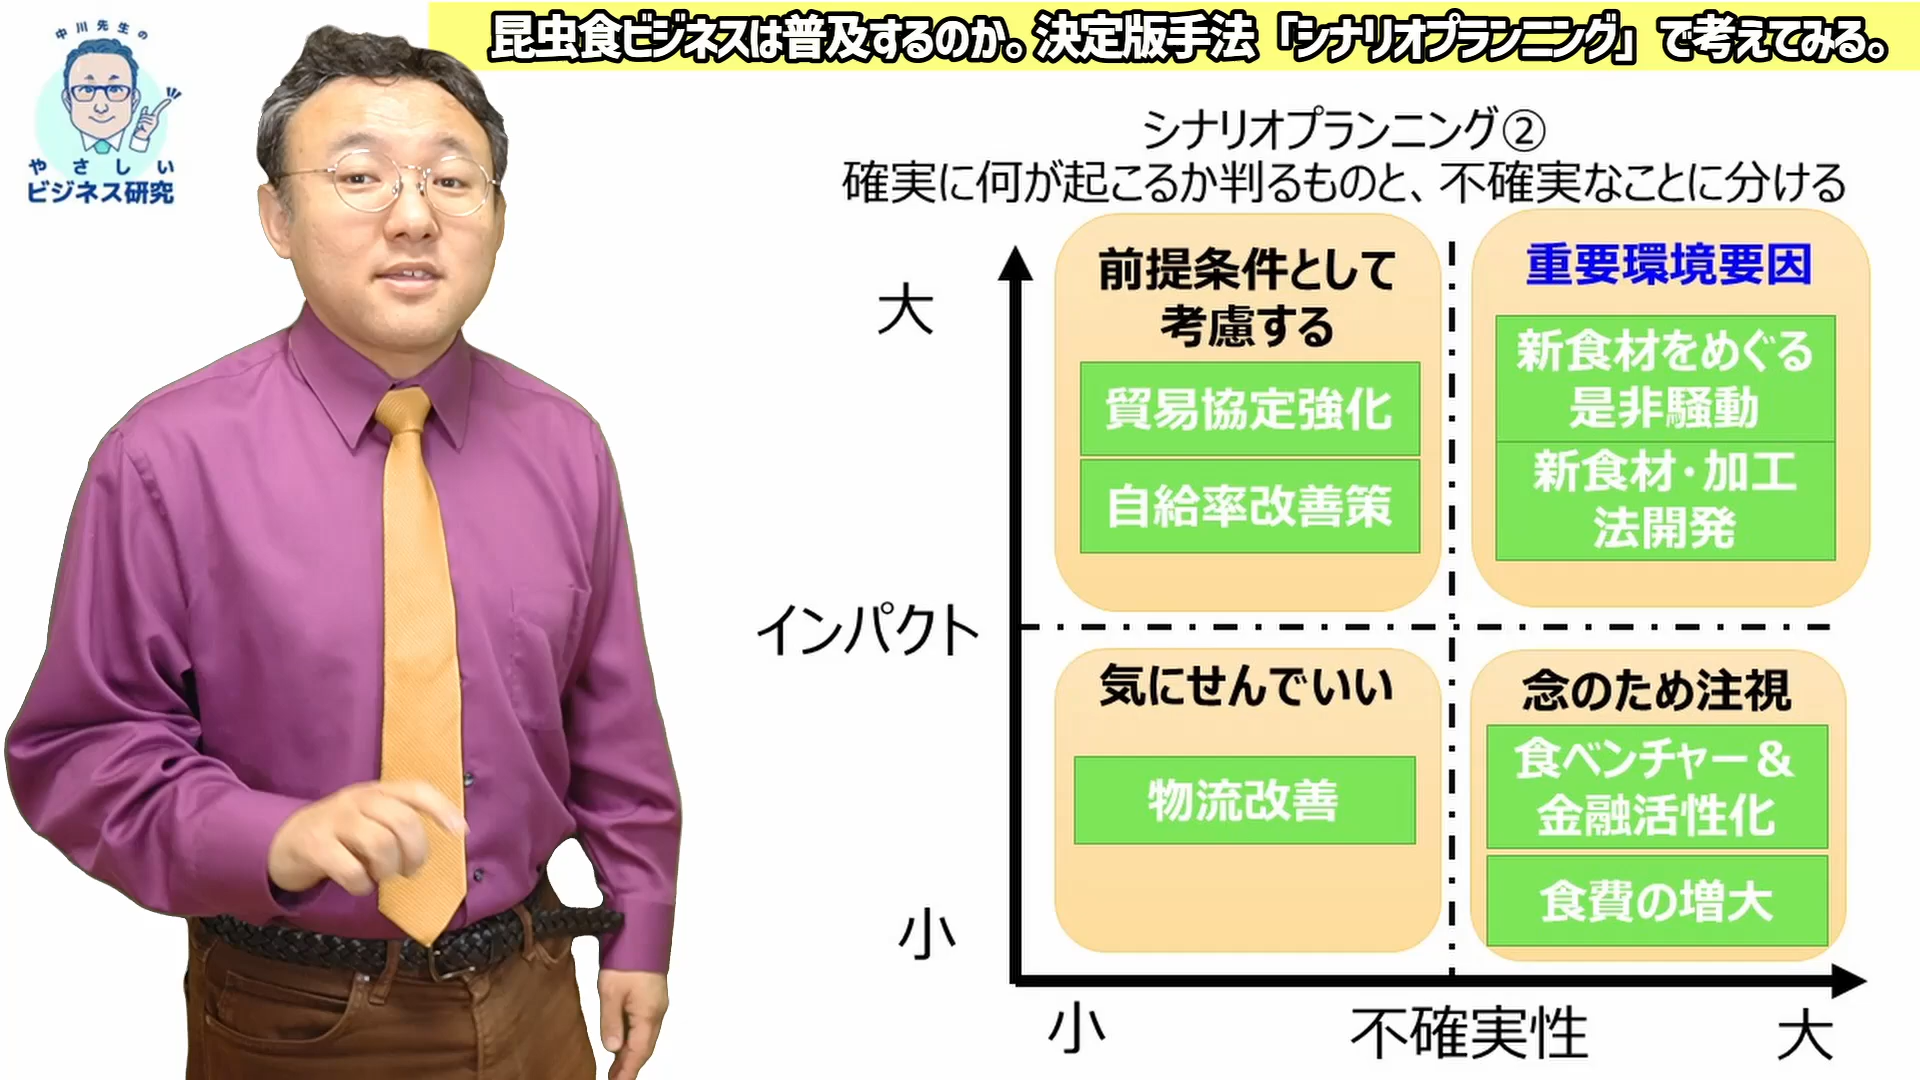 中川先生の
やさしい
ビジネス研究
昆虫食ビジネスは普及するのか。決定版手法「シナリオプランニング」で考えてみる。
シナリオプランニング②
確実に何が起こるか判るものと、不確実なことに分ける
大
インパクト
小
前提条件として
考慮する
貿易協定強化
自給率改善策
重要環境要因
新食材をめぐる
是非騒動
新食材・加工
法開発
気にせんでいい
物流改善
念のため注視
食ベンチャー＆
金融活性化
食費の増大
小
不確実性
大